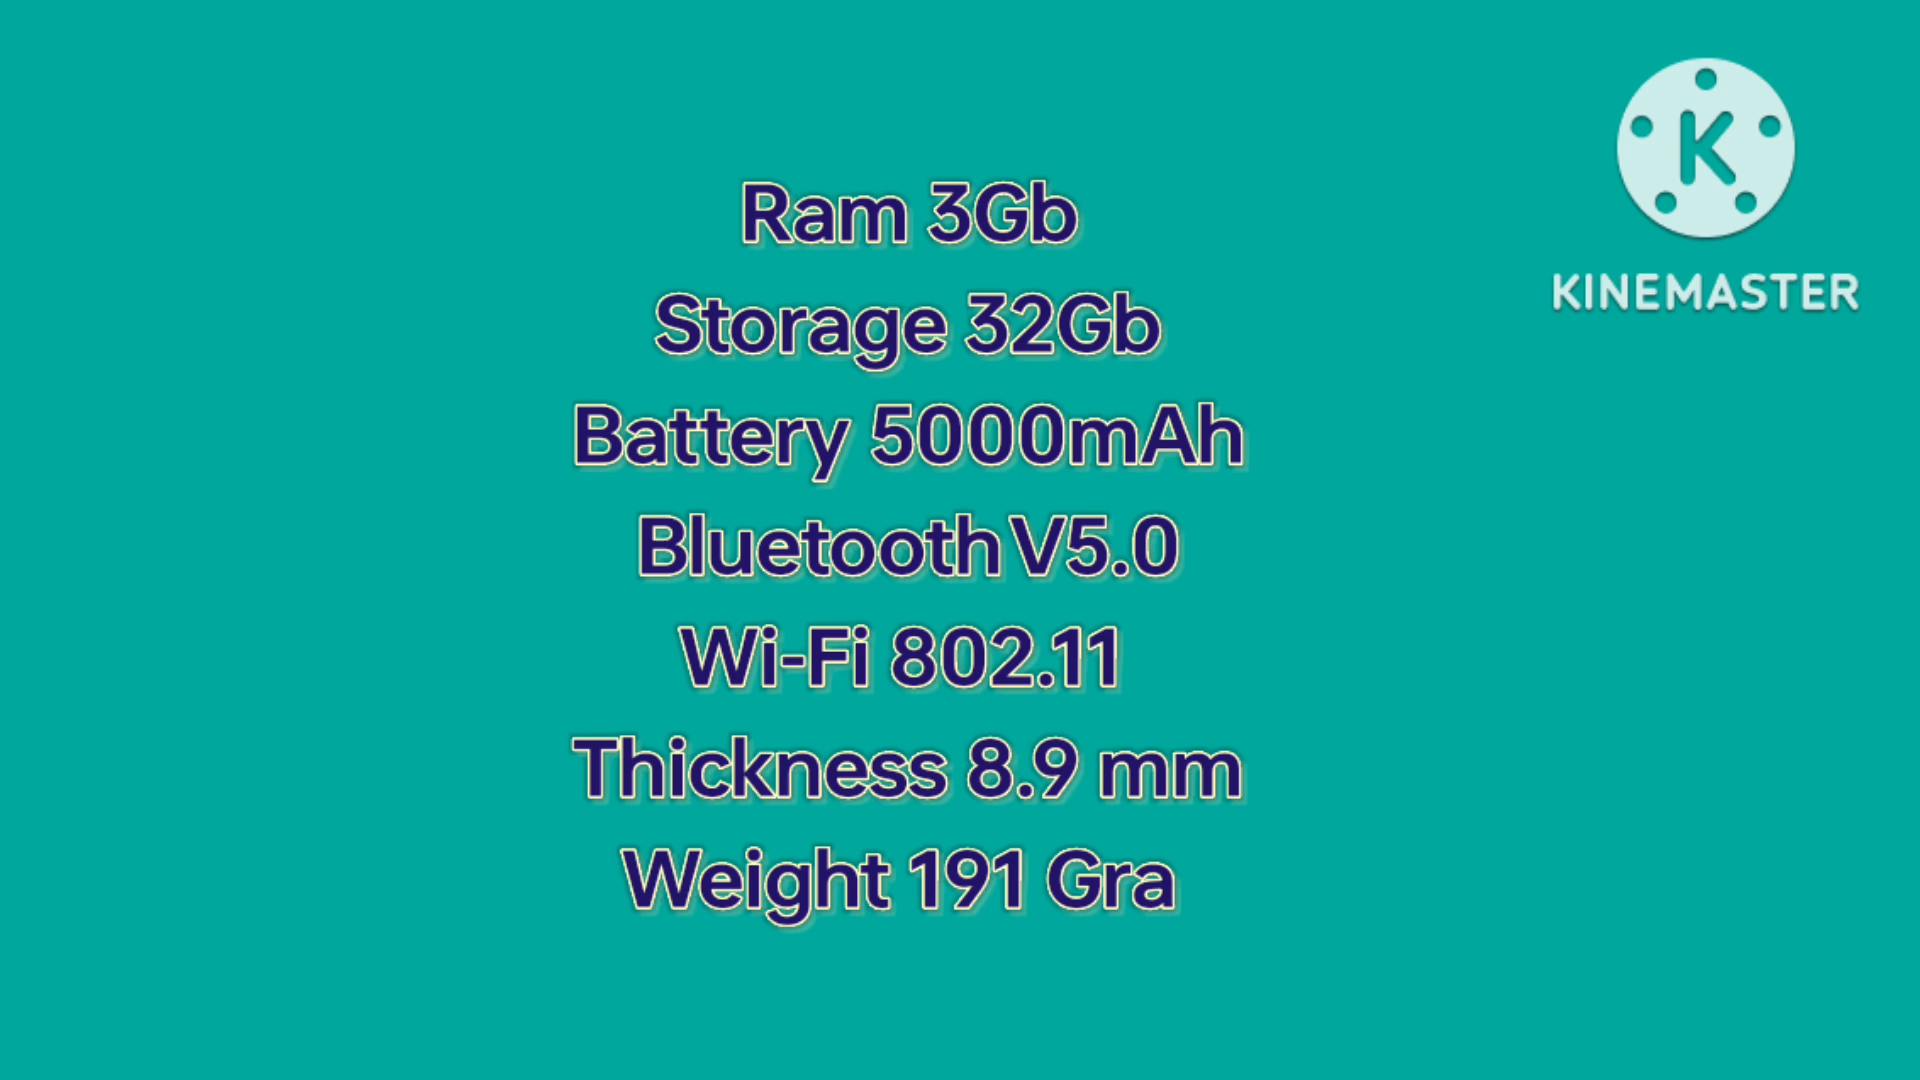 Ram 3Gb
Storage 32Gb
Battery 5000mAh
Bluetooth V5.0
Wi-Fi 802.11
Thickness 8.9 mm
Weight 191 Gra
K
KINEMASTER